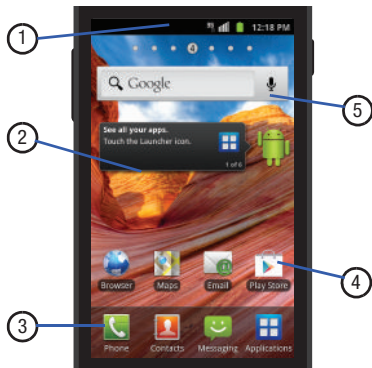 12:18 PM
1
4
Google
5
See all your apps.
Touch the Launcher icon.
1 of 6
2
Browser
Maps
Email
Play Store
4
3
Phone
Contacts
Messaging
Applications